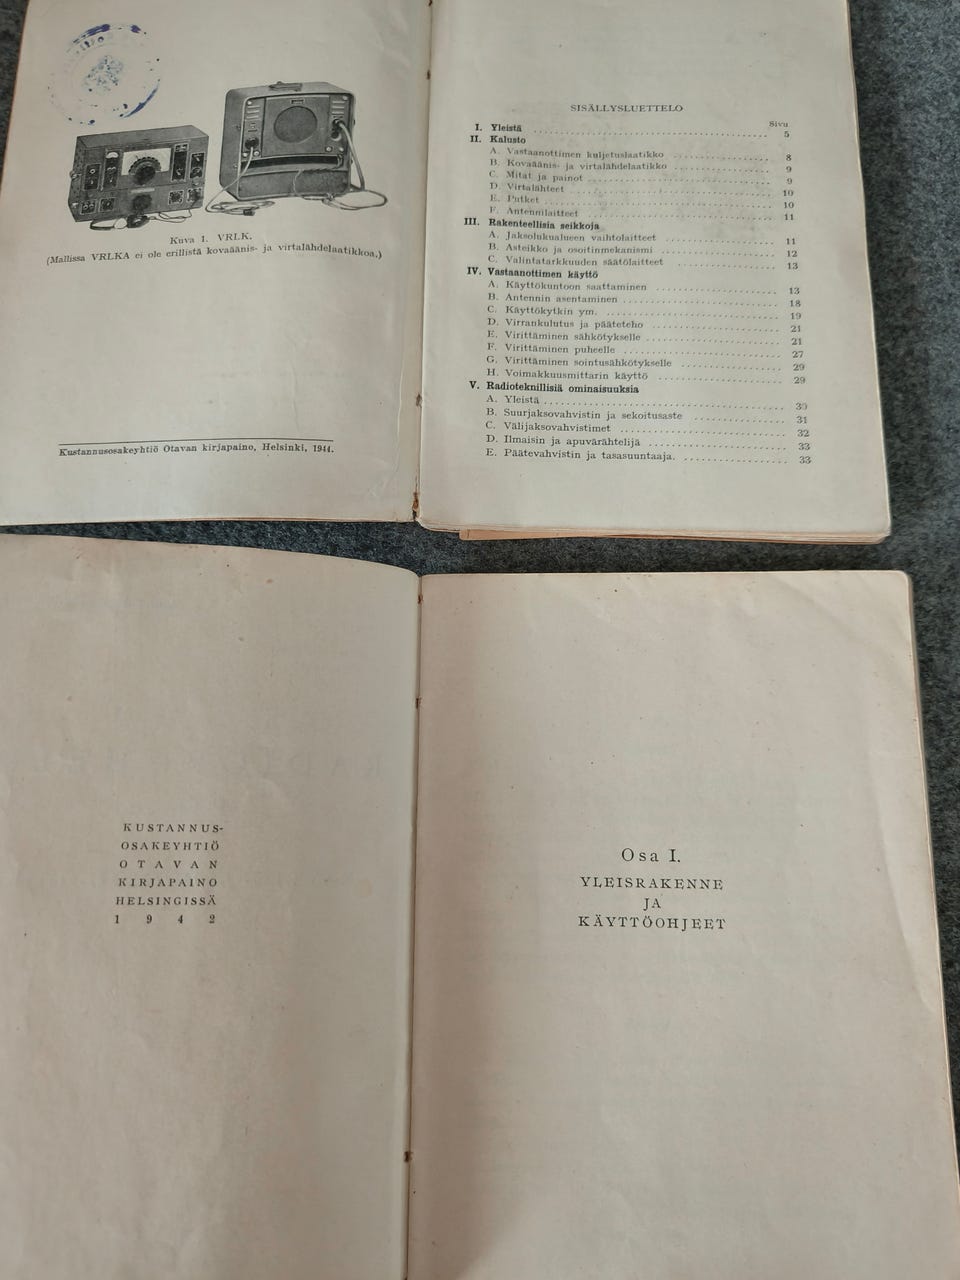 Kuva 1. VRLK.
(Mallissa VRLKA ei ole erillistä kovaäänis- ja virtalähdelaatikkoa.)
Kustannusosakeyhtiö Otavan kirjapaino, Helsinki, 1944.
SISÄLLYSLUETTELO
Sivu
I. Yleistä 5
II. Kalusto
A. Vastaanottimen kuljetuslaatikko 8
B. Kovaäänis- ja virtalähdelaatikko 9
C. Mitat ja painot 9
D. Virtalähteet 10
E. Putket 10
F. Antennilaitteet 11
III. Rakenteellisia seikkoja
A. Jaksolukualueen vaihtolaitteet 11
B. Asteikko ja osoitinmekanismi 12
C. Valintatarkkuuden säätölaitteet 13
IV. Vastaanottimen käyttö
A. Käyttökuntoon saattaminen 13
B. Antennin asentaminen 18
C. Käyttökytkin ym. 19
D. Virrankulutus ja pääteteho 21
E. Virittäminen sähkötykselle 21
F. Virittäminen puheelle 27
G. Virittäminen sointusähkötykselle 29
H. Voimakkuusmittarin käyttö 29
V. Radioteknillisiä ominaisuuksia
A. Yleistä 30
B. Suurjaksovahvistin ja sekoitusaste 31
C. Välijaksovahvistimet 32
D. Ilmaisin ja apuvärähtelijä 33
E. Päätevahvistin ja tasasuuntaaja. 33
KUSTANNUS-
OSAKEYHTIÖ
OTAVAN
KIRJAPAINO
HELSINGISSÄ
1942
Osa I.
YLEISRAKENNE
JA
KÄYTTÖOHJEET